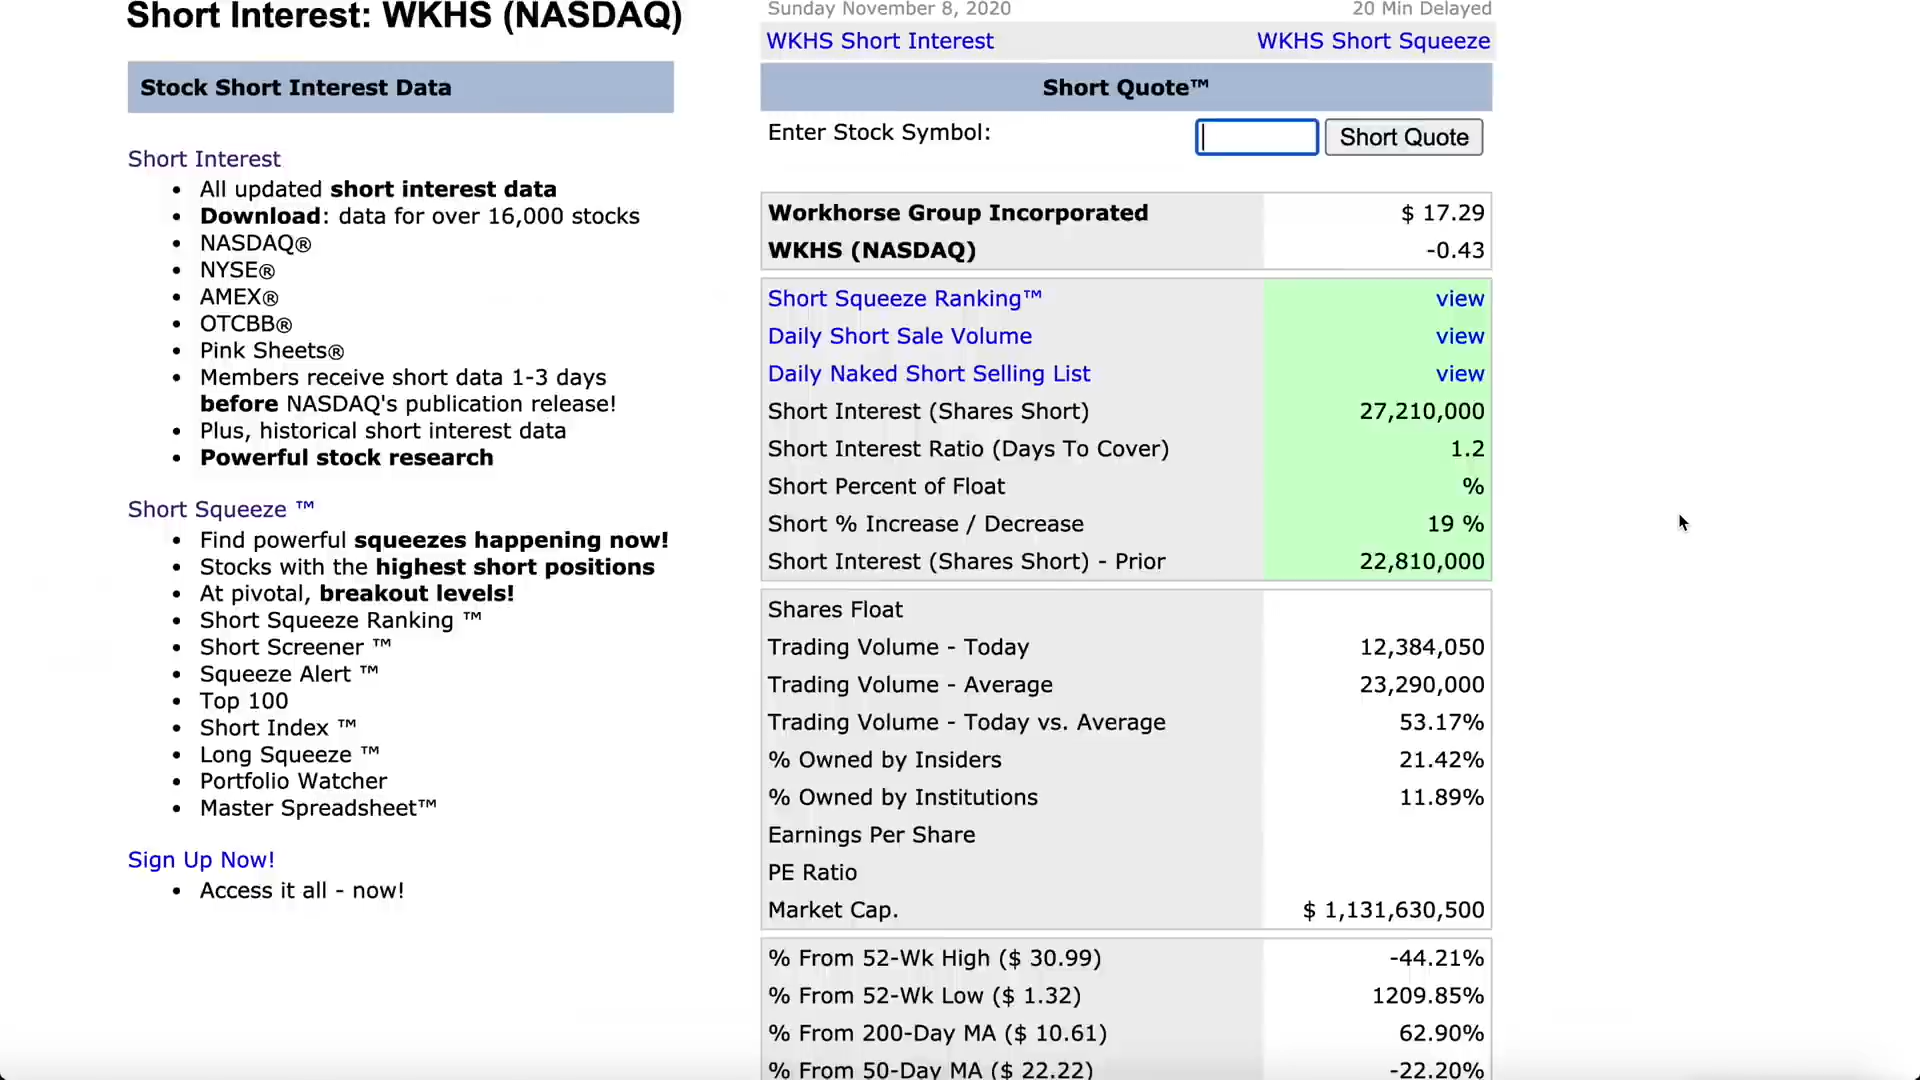 Short Interest: WKHS (NASDAQ)
Stock Short Interest Data
Short Interest
• All updated short interest data
• Download: data for over 16,000 stocks
• NASDAQ®
• NYSE®
• AMEX®
• OTCBB®
• Pink Sheets®
• Members receive short data 1-3 days
before NASDAQ's publication release!
• Plus, historical short interest data
• Powerful stock research
Short Squeeze ™
• Find powerful squeezes happening now!
• Stocks with the highest short positions
• At pivotal, breakout levels!
• Short Squeeze Ranking ™
• Short Screener ™
• Squeeze Alert ™
• Top 100
• Short Index ™
• Long Squeeze ™
• Portfolio Watcher
• Master Spreadsheet™
Sign Up Now!
• Access it all - now!
Sunday November 8, 2020 20 Min Delayed
WKHS Short Interest WKHS Short Squeeze
Short Quote™
Enter Stock Symbol: Short Quote
Workhorse Group Incorporated $ 17.29
WKHS (NASDAQ) -0.43
Short Squeeze Ranking™ view
Daily Short Sale Volume view
Daily Naked Short Selling List view
Short Interest (Shares Short) 27,210,000
Short Interest Ratio (Days To Cover) 1.2
Short Percent of Float %
Short % Increase / Decrease 19 %
Short Interest (Shares Short) - Prior 22,810,000
Shares Float
Trading Volume - Today 12,384,050
Trading Volume - Average 23,290,000
Trading Volume - Today vs. Average 53.17%
% Owned by Insiders 21.42%
% Owned by Institutions 11.89%
Earnings Per Share
PE Ratio
Market Cap. $ 1,131,630,500
% From 52-Wk High ($ 30.99) -44.21%
% From 52-Wk Low ($ 1.32) 1209.85%
% From 200-Day MA ($ 10.61) 62.90%
% From 50-Day MA ($ 22.22) -22.20%